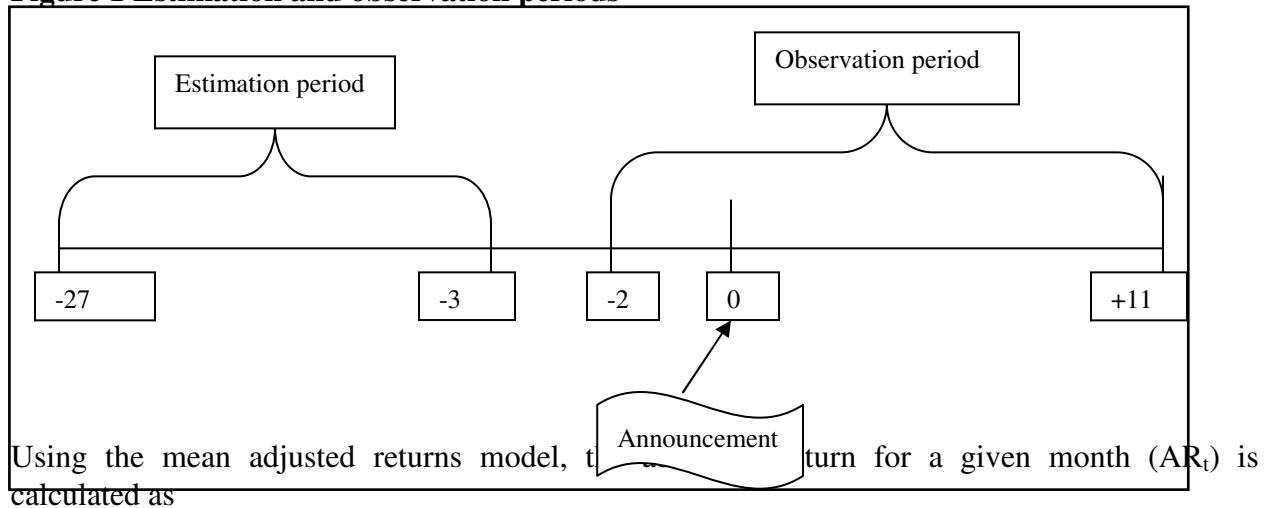 Figure 1 Estimation and observation periods
Observation period
Estimation period
-27
-3
-2
0
+11
Announcement
Using the mean adjusted returns model, turn for a given month (ARt) is
calculated as